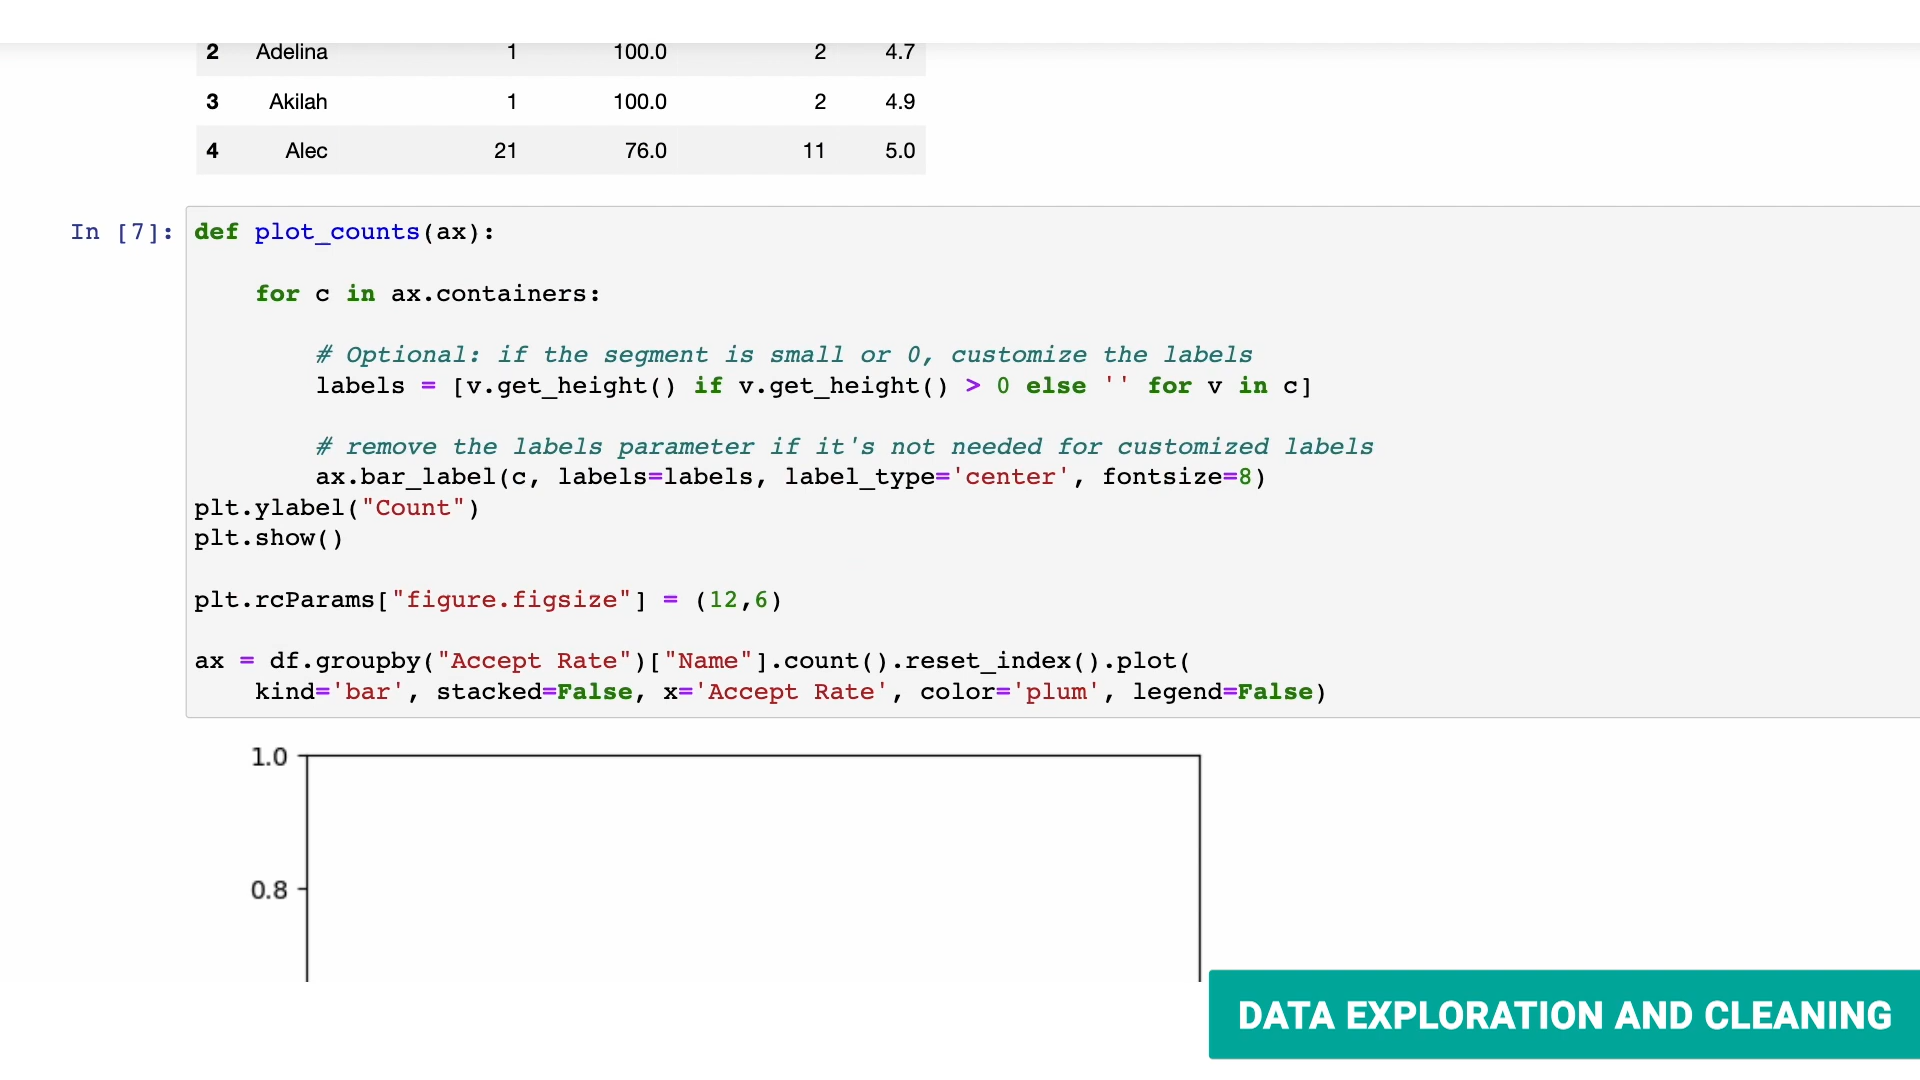 2 Adelina 1 100.0 2 4.7
3 Akilah 1 100.0 2 4.9
4 Alec 21 76.0 11 5.0
In [7]: def plot_counts(ax):
for c in ax.containers:
# Optional: if the segment is small or 0, customize the labels
labels = [v.get_height() if v.get_height() > 0 else '' for v in c]
# remove the labels parameter if it's not needed for customized labels
ax.bar_label(c, labels=labels, label_type='center', fontsize=8)
plt.ylabel("Count")
plt.show()
plt.rcParams["figure.figsize"] = (12,6)
ax = df.groupby("Accept Rate")["Name"].count().reset_index().plot(
kind='bar', stacked=False, x='Accept Rate', color='plum', legend=False)
1.0
0.8
DATA EXPLORATION AND CLEANING